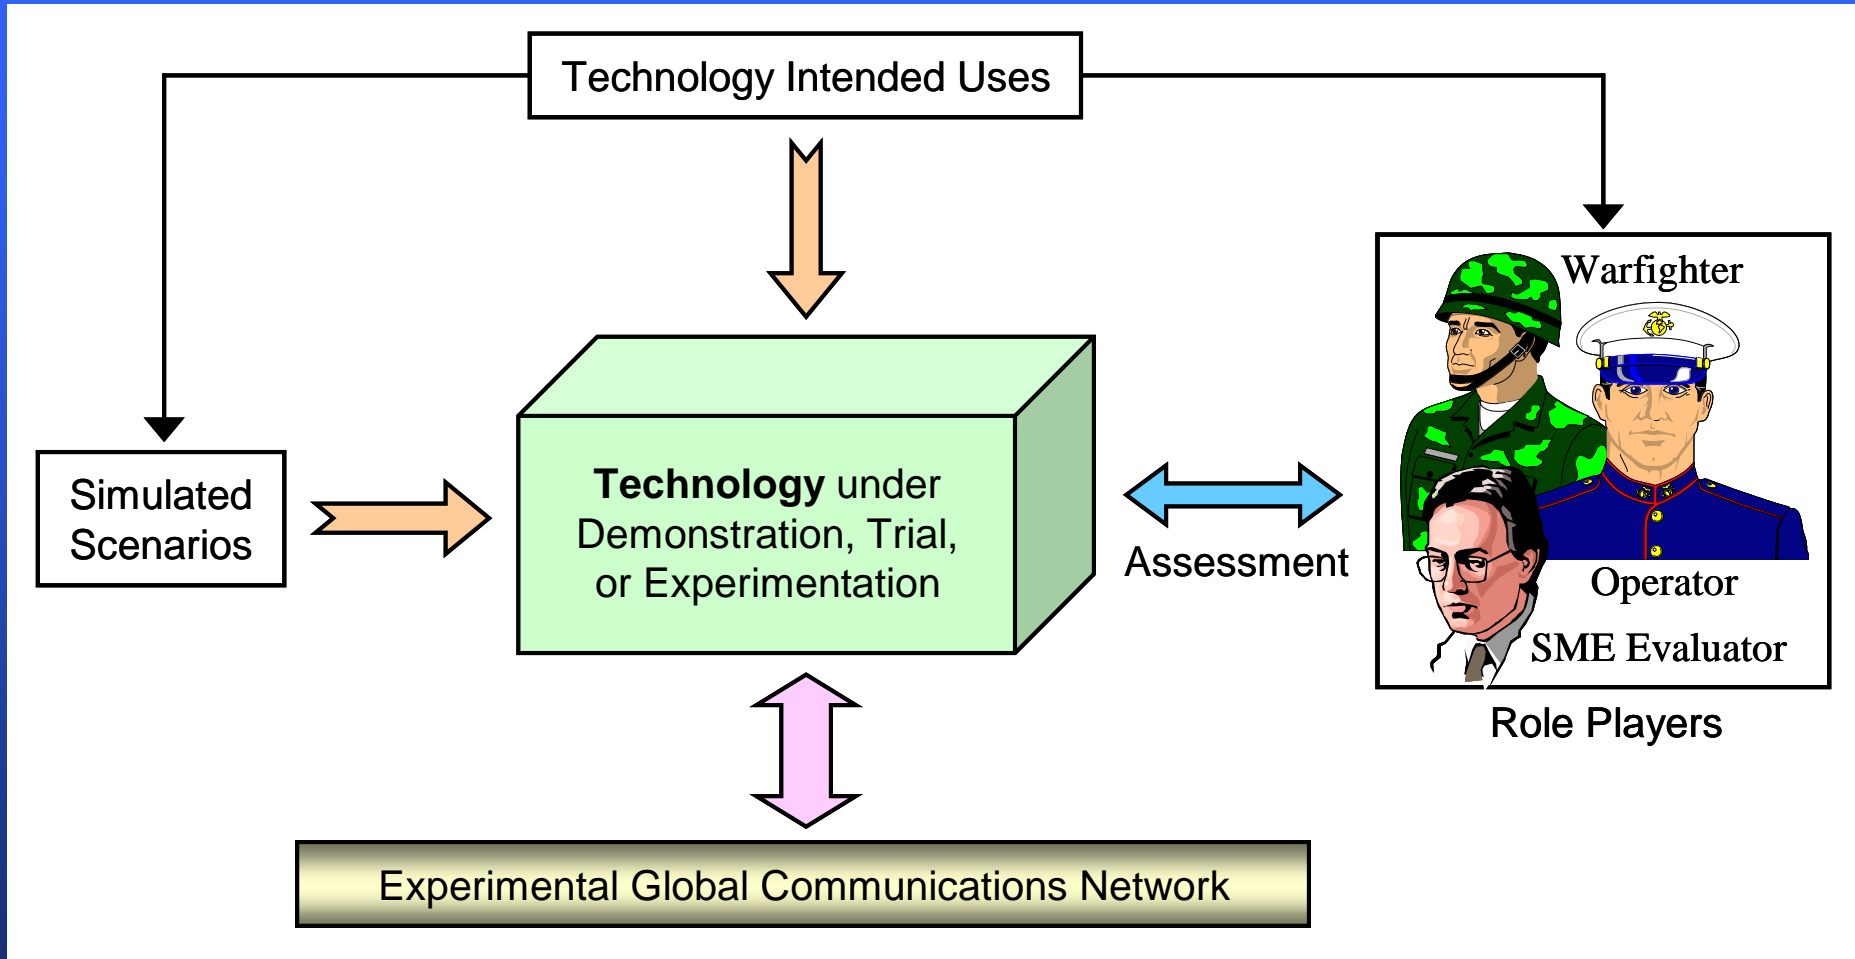 Technology Intended Uses
Warfighter
Simulated
Scenarios
Technology under
Demonstration, Trial,
or Experimentation
Assessment
Operator
SME Evaluator
Role Players
Experimental Global Communications Network